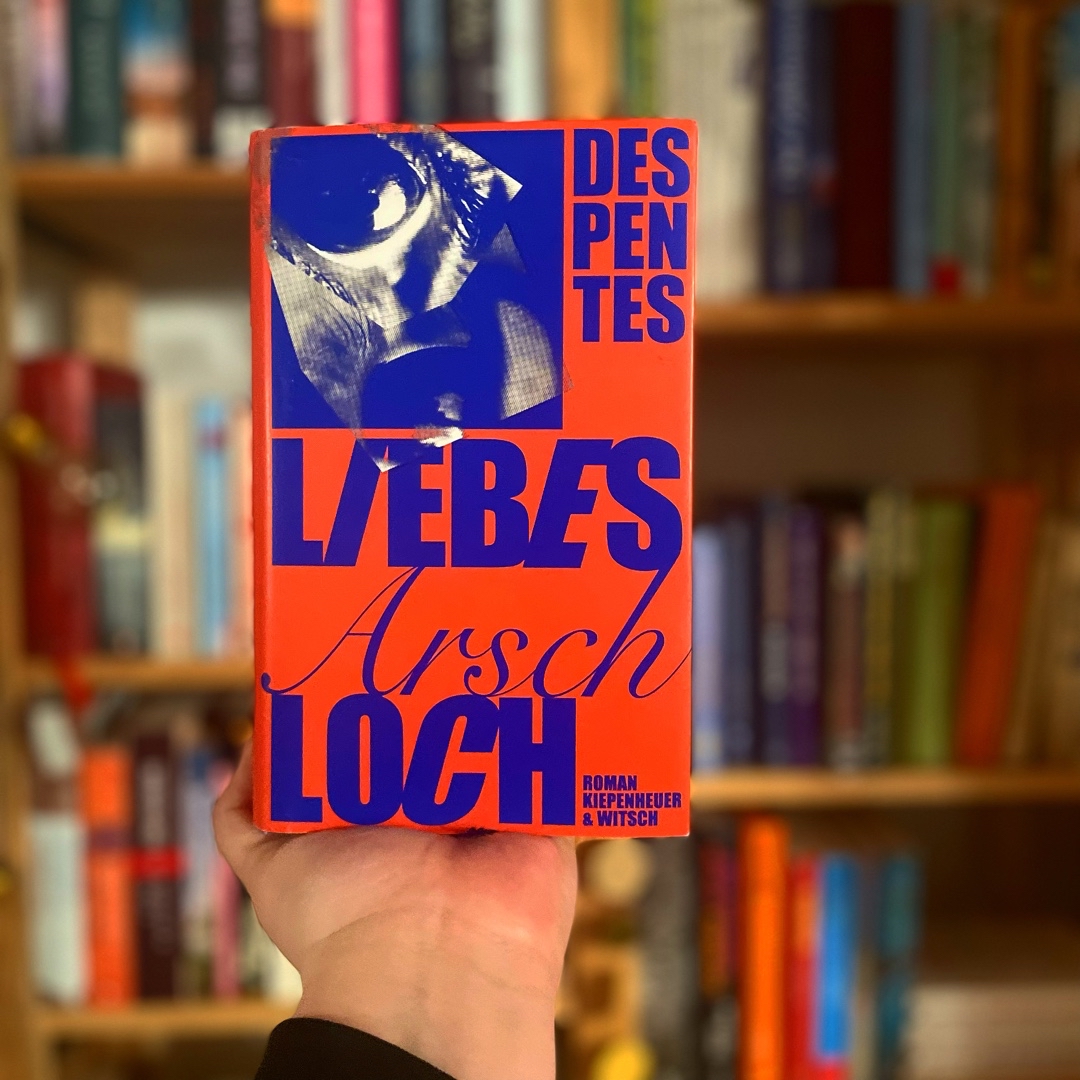 DES
PEN
TES
LIEBES
Arsch
LOCH
ROMAN
KIEPENHEUER
& WITSCH